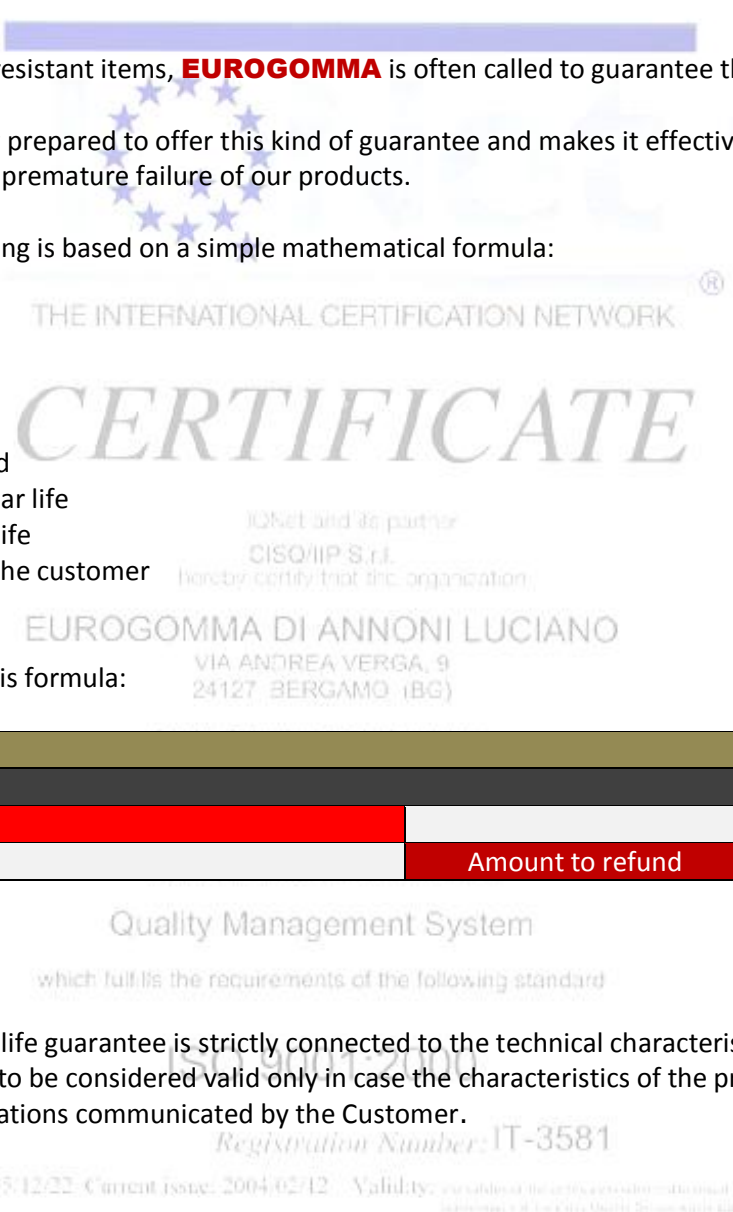 resistant items, EUROGOMMA is often called to guarantee th
prepared to offer this kind of guarantee and makes it effectiv
premature failure of our products.
ng is based on a simple mathematical formula:
®
THE INTERNATIONAL CERTIFICATION NETWORK
CERTIFICATE
d
ar life
ife
he customer
IQNet and its partner
CISQ/IIP S.r.l.
hereby certify that the organization
EUROGOMMA DI ANNONI LUCIANO
VIA ANDREA VERGA, 9
is formula:
24127 BERGAMO (BG)
Amount to refund
Quality Management System
which fulfills the requirements of the following standard
life guarantee is strictly connected to the technical characteris
ISO 9001:2000
to be considered valid only in case the characteristics of the pr
ations communicated by the Customer.
Registration Number: IT-3581
5/12/22 Current issue: 2004/02/12 Validity: